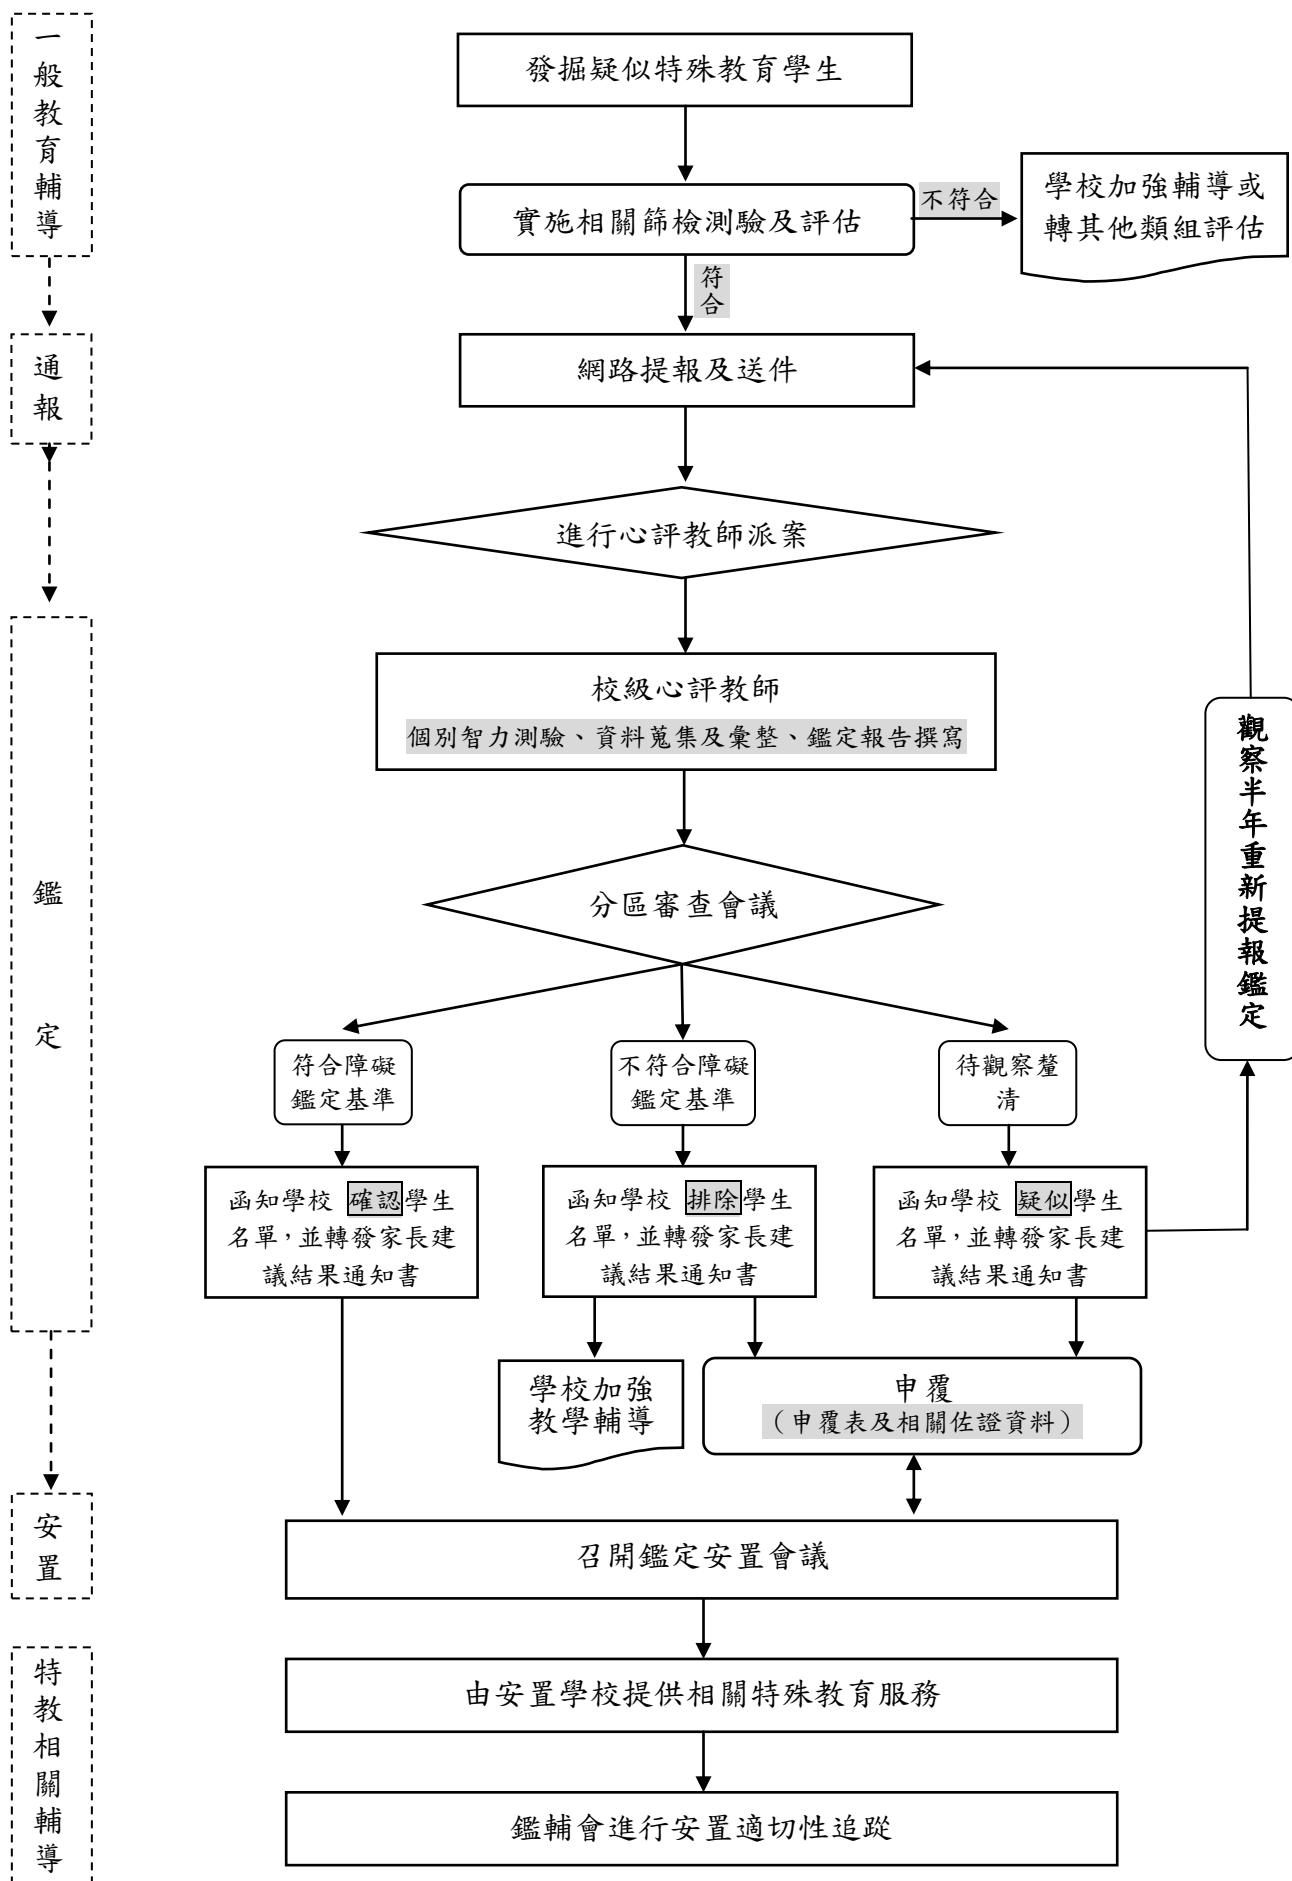 一般教育輔導
通報
鑑定
安置
特教相關輔導
發掘疑似特殊教育學生
實施相關篩檢測驗及評估
不符合
學校加強輔導或
轉其他類組評估
符
合
網路提報及送件
進行心評教師派案
校級心評教師
個別智力測驗、資料蒐集及彙整、鑑定報告撰寫
觀察半年重新提報鑑定
分區審查會議
符合障礙
鑑定基準
不符合障礙
鑑定基準
待觀察釐
清
函知學校 確認學生
名單，並轉發家長建
議結果通知書
函知學校 排除學生
名單，並轉發家長建
議結果通知書
函知學校 疑似學生
名單，並轉發家長建
議結果通知書
學校加強
教學輔導
申覆
（申覆表及相關佐證資料）
召開鑑定安置會議
由安置學校提供相關特殊教育服務
鑑輔會進行安置適切性追蹤